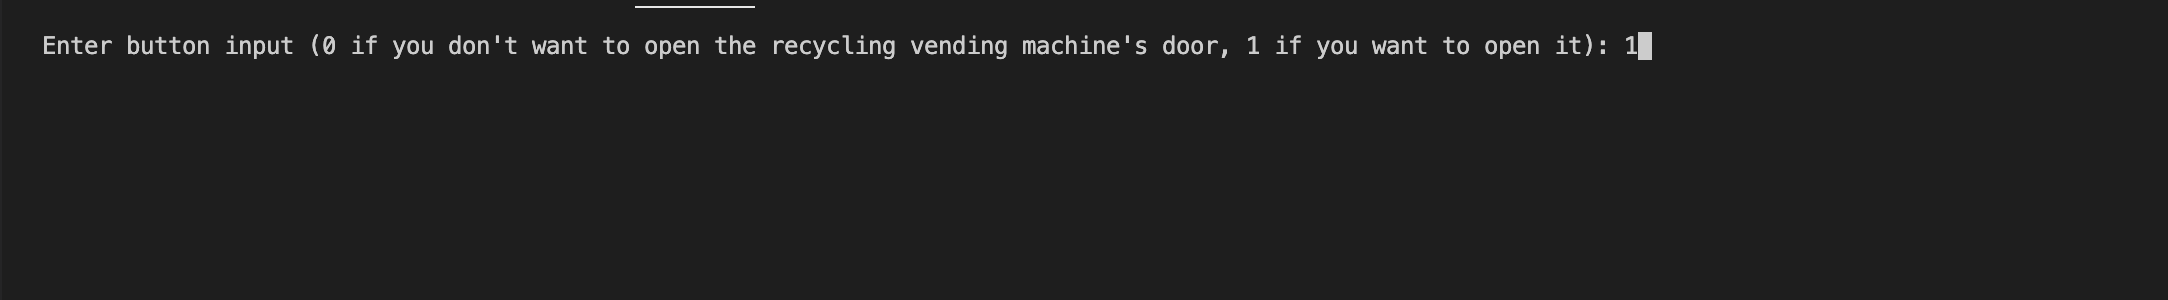 Enter button input (0 if you don't want to open the recycling vending machine's door, 1 if you want to open it): 1